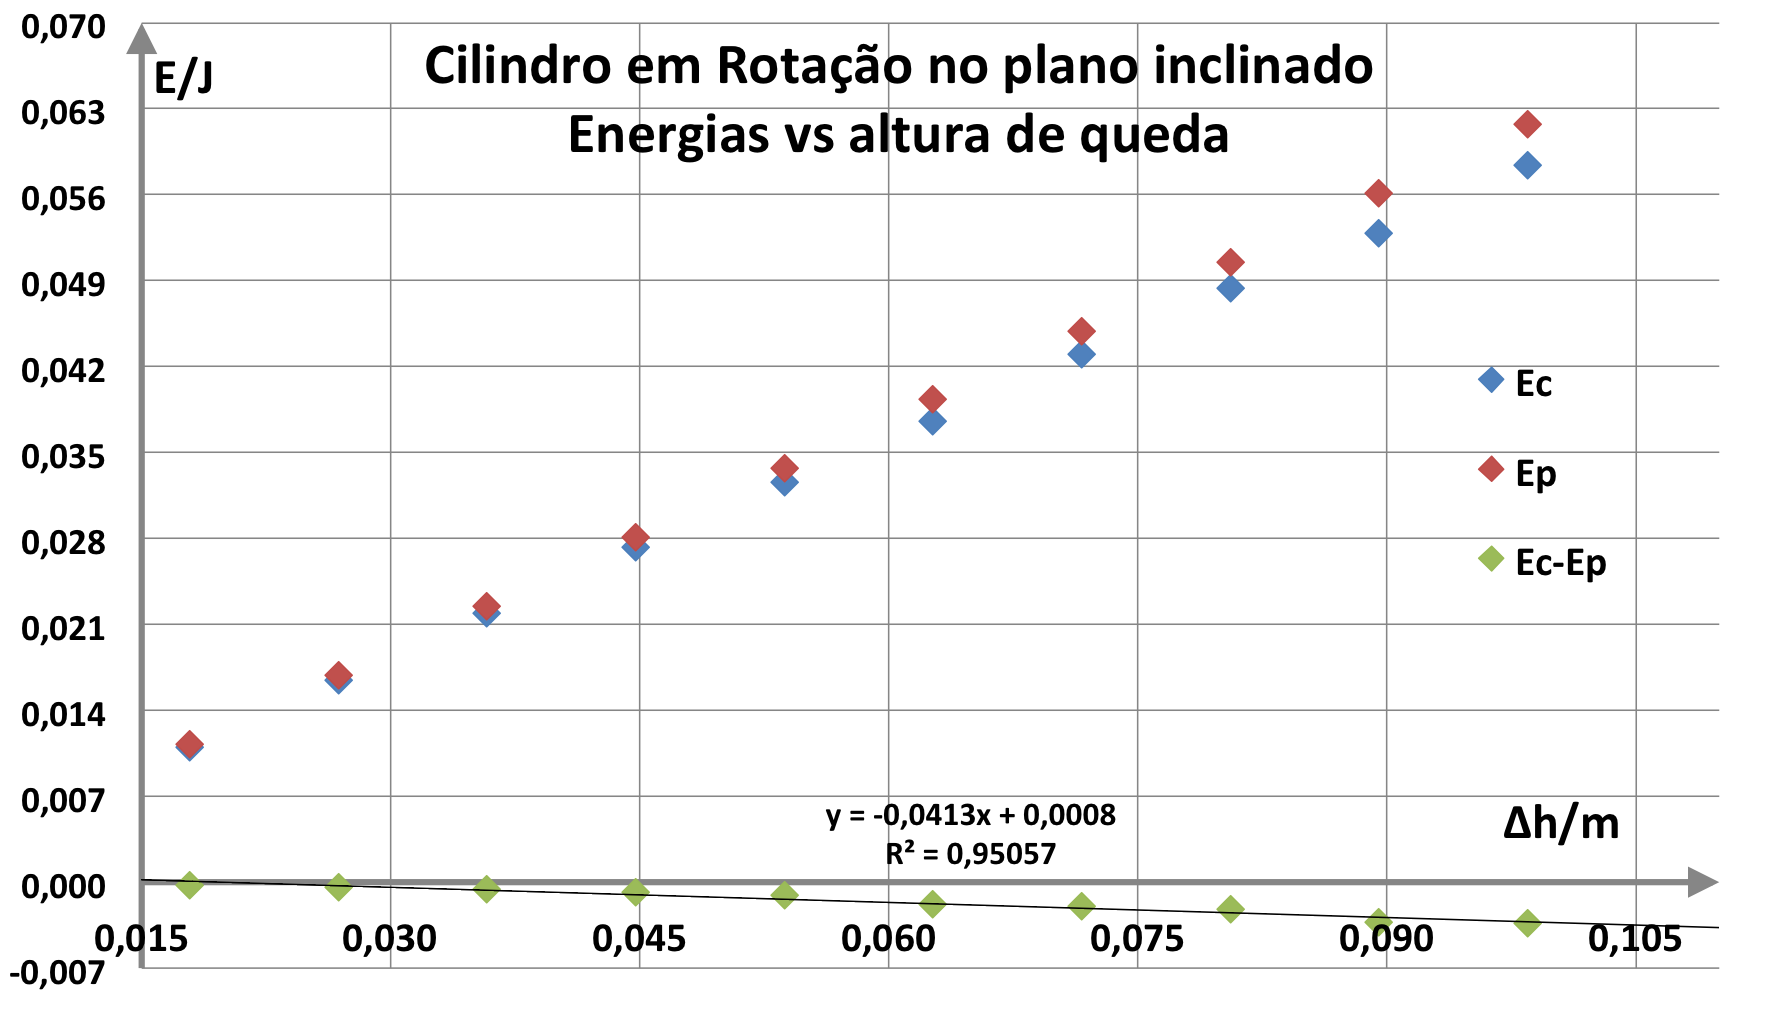 Cilindro em Rotação no plano inclinado
Energias vs altura de queda
E/J
0,070
0,063
0,056
0,049
0,042
0,035
0,028
0,021
0,014
0,007
0,000
-0,007
Ec
Ep
Ec-Ep
y = -0,0413x + 0,0008
R² = 0,95057
Δh/m
0,015 0,030 0,045 0,060 0,075 0,090 0,105